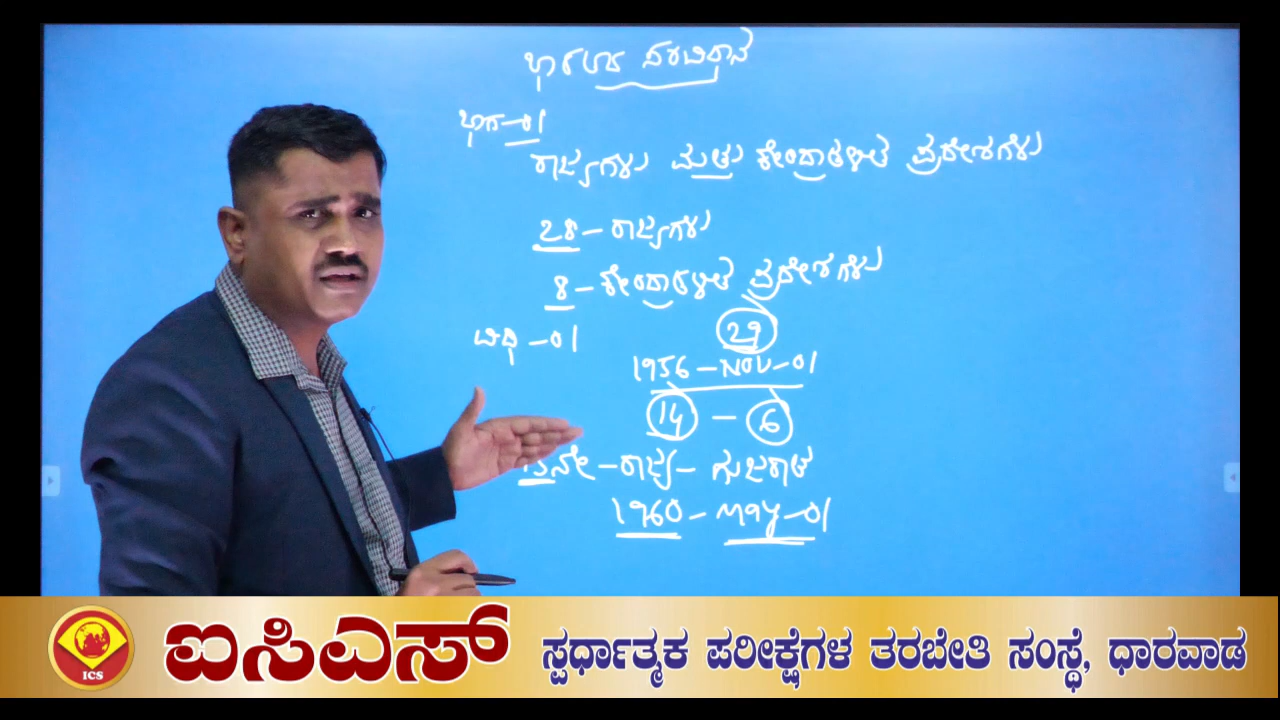 ಭಾರತದ ಸಂವಿಧಾನ
ಭಾಗ-01
ರಾಜ್ಯಗಳು ಮತ್ತು ಕೇಂದ್ರಾಡಳಿತ ಪ್ರದೇಶಗಳು
28 - ರಾಜ್ಯಗಳು
8 - ಕೇಂದ್ರಾಡಳಿತ ಪ್ರದೇಶಗಳು
29
ವಿಧಿ -01
1956 - NOV - 01
14 - 6
15ನೇ - ರಾಜ್ಯ - ಗುಜರಾತ
1960 - May - 01
ICS ಐಸಿಎಸ್ ಸ್ಪರ್ಧಾತ್ಮಕ ಪರೀಕ್ಷೆಗಳ ತರಬೇತಿ ಸಂಸ್ಥೆ, ಧಾರವಾಡ